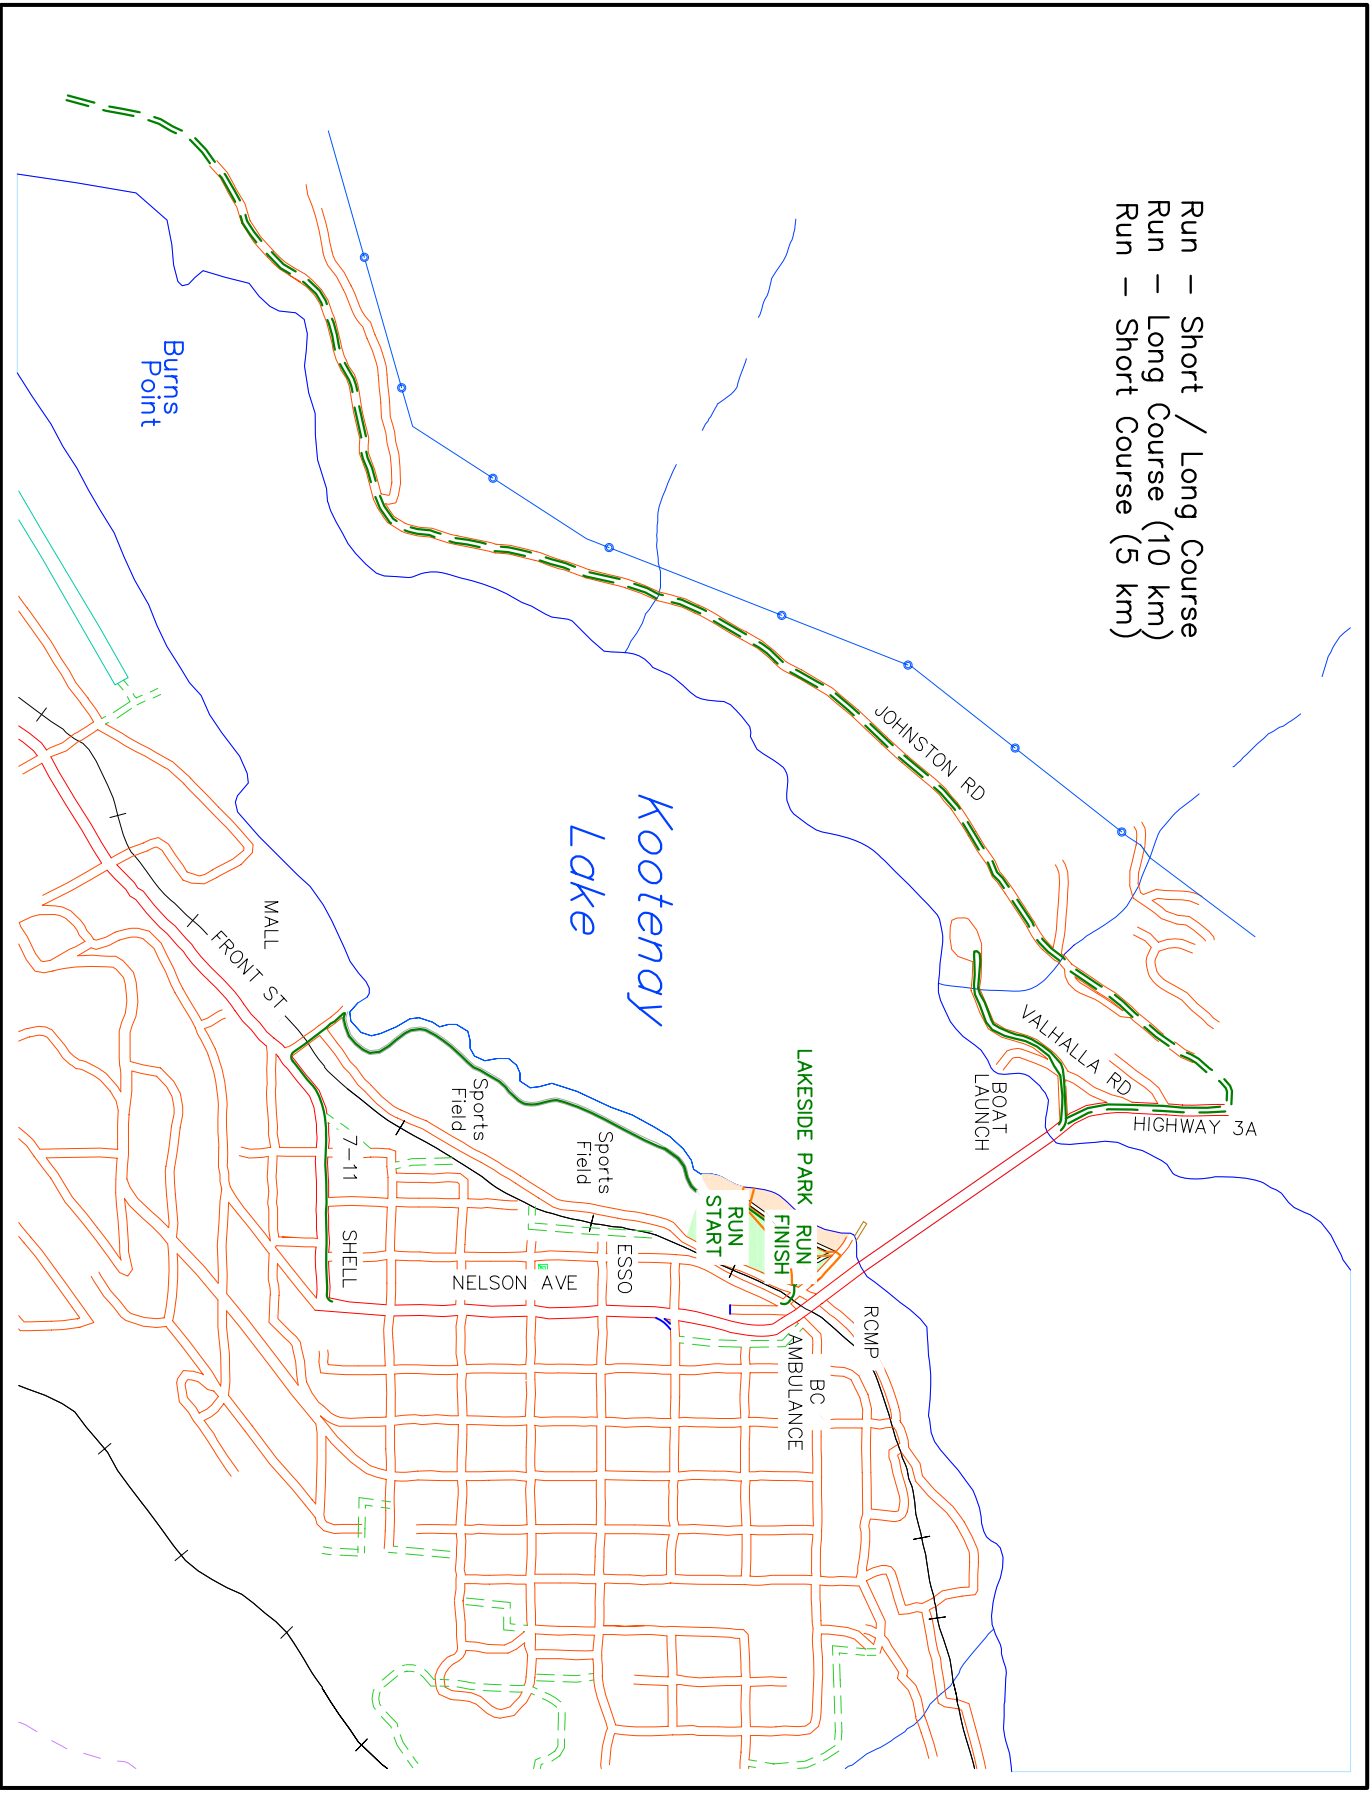 Run - Short / Long Course
Run - Long Course (10 km)
Run - Short Course (5 km)
HIGHWAY 3A
VALHALLA RD
JOHNSTON RD
BOAT
LAUNCH
Kootenay
Lake
Burns
Point
LAKESIDE PARK
RUN
FINISH
RUN
START
RCMP
BC
AMBULANCE
Sports
Field
Sports
Field
ESSO
NELSON AVE
MALL
FRONT ST
7-11
SHELL